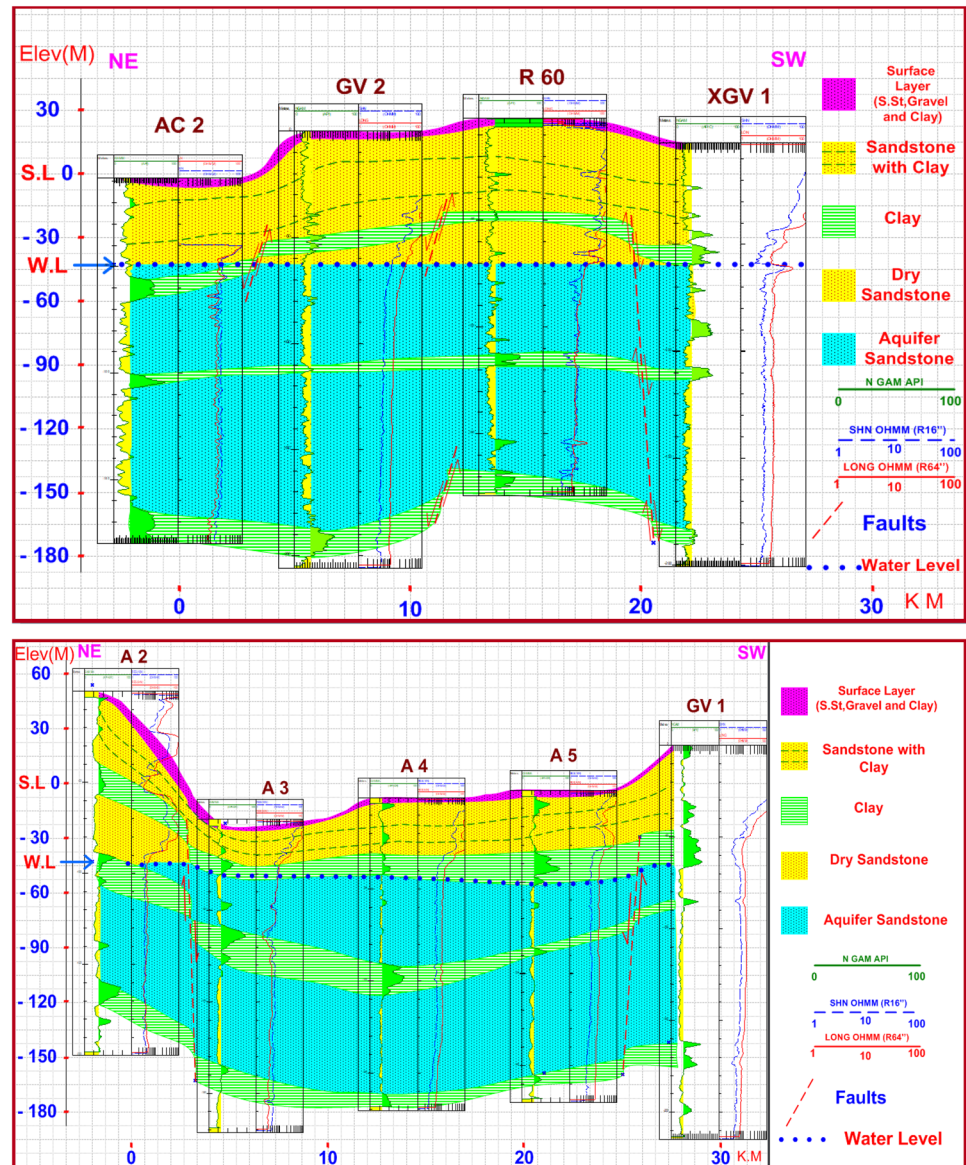 Elev(M)
NE
SW
AC 2
GV 2
R 60
XGV 1
30
S.L 0
- 30
W.L
- 60
- 90
- 120
- 150
- 180
0
10
20
30
K M
Surface
Layer
(S.St,Gravel
and Clay)
Sandstone
with Clay
Clay
Dry
Sandstone
Aquifer
Sandstone
N GAM API
0 100
SHN OHMM (R16")
1 10 100
LONG OHMM (R64")
1 10 100
Faults
Water Level
Elev(M)
NE
SW
A 2
A 3
A 4
A 5
GV 1
60
30
S.L 0
- 30
W.L
- 60
- 90
- 120
- 150
- 180
0
10
20
30
K.M
Surface Layer
(S.St,Gravel and Clay)
Sandstone with
Clay
Clay
Dry Sandstone
Aquifer Sandstone
N GAM API
0 100
SHN OHMM (R16")
1 10 100
LONG OHMM (R64")
1 10 100
Faults
Water Level